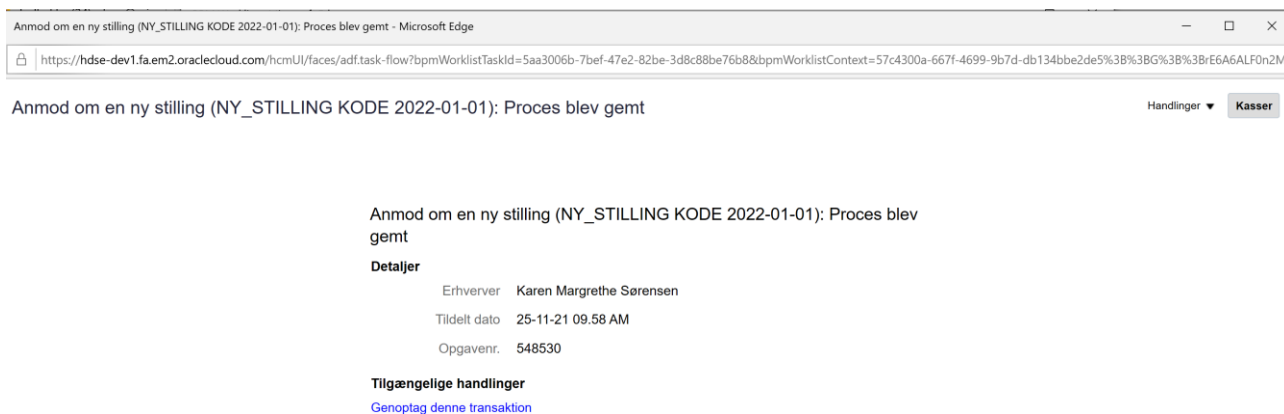 Anmod om en ny stilling (NY_STILLING KODE 2022-01-01): Proces blev gemt - Microsoft Edge
https://hdse-dev1.fa.em2.oraclecloud.com/hcmUI/faces/adf.task-flow?bpmWorklistTaskId=5aa3006b-7bef-47e2-82be-3d8c88be76b8&bpmWorklistContext=57c4300a-667f-4699-9b7d-db134bbe2de5%3B%3BG%3B%3BrE6A6ALF0n2M
Anmod om en ny stilling (NY_STILLING KODE 2022-01-01): Proces blev gemt
Handlinger Kasser
Anmod om en ny stilling (NY_STILLING KODE 2022-01-01): Proces blev
gemt
Detaljer
Erhverver Karen Margrethe Sørensen
Tildelt dato 25-11-21 09.58 AM
Opgavenr. 548530
Tilgængelige handlinger
Genoptag denne transaktion